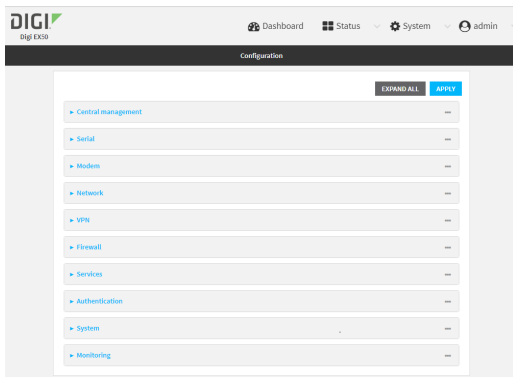 DIGI
Digi EX50
Dashboard Status System admin
Configuration
EXPAND ALL APPLY
Central management
Serial
Modem
Network
VPN
Firewall
Services
Authentication
System
Monitoring